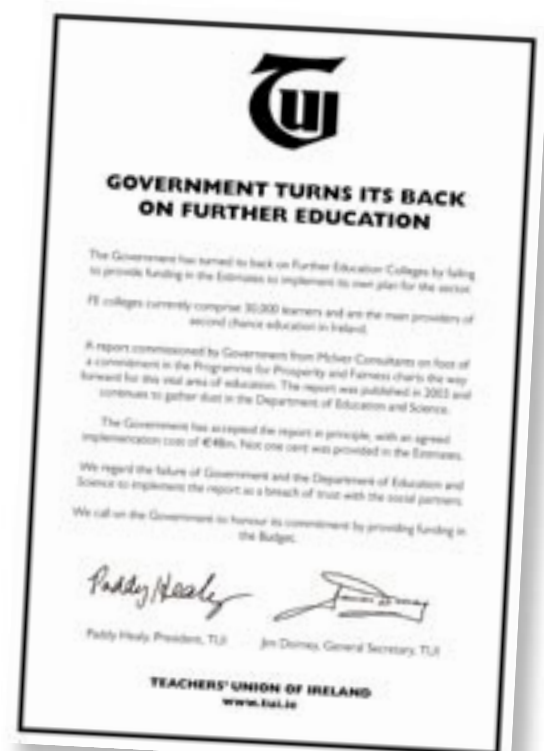 TUI
GOVERNMENT TURNS ITS BACK
ON FURTHER EDUCATION
The Government has turned its back on Further Education Colleges by failing
to provide funding in the Estimates to implement its own plan for the sector.
FE colleges currently comprise 30,000 learners and are the main providers of
second chance education in Ireland.
A report commissioned by Government from McIver Consultants on foot of
a commitment in the Programme for Prosperity and Fairness charts the way
forward for this vital area of education. The report was published in 2003 and
continues to gather dust in the Department of Education and Science.
The Government has accepted the report in principle, with an agreed
implementation cost of €48m. Not one cent was provided in the Estimates.
We regard the failure of Government and the Department of Education and
Science to implement the report as a breach of trust with the social partners.
We call on the Government to honour its commitment by providing funding in
the Budget.
Paddy Healy
Paddy Healy, President, TUI Jim Dorney, General Secretary, TUI
TEACHERS' UNION OF IRELAND
www.tui.ie